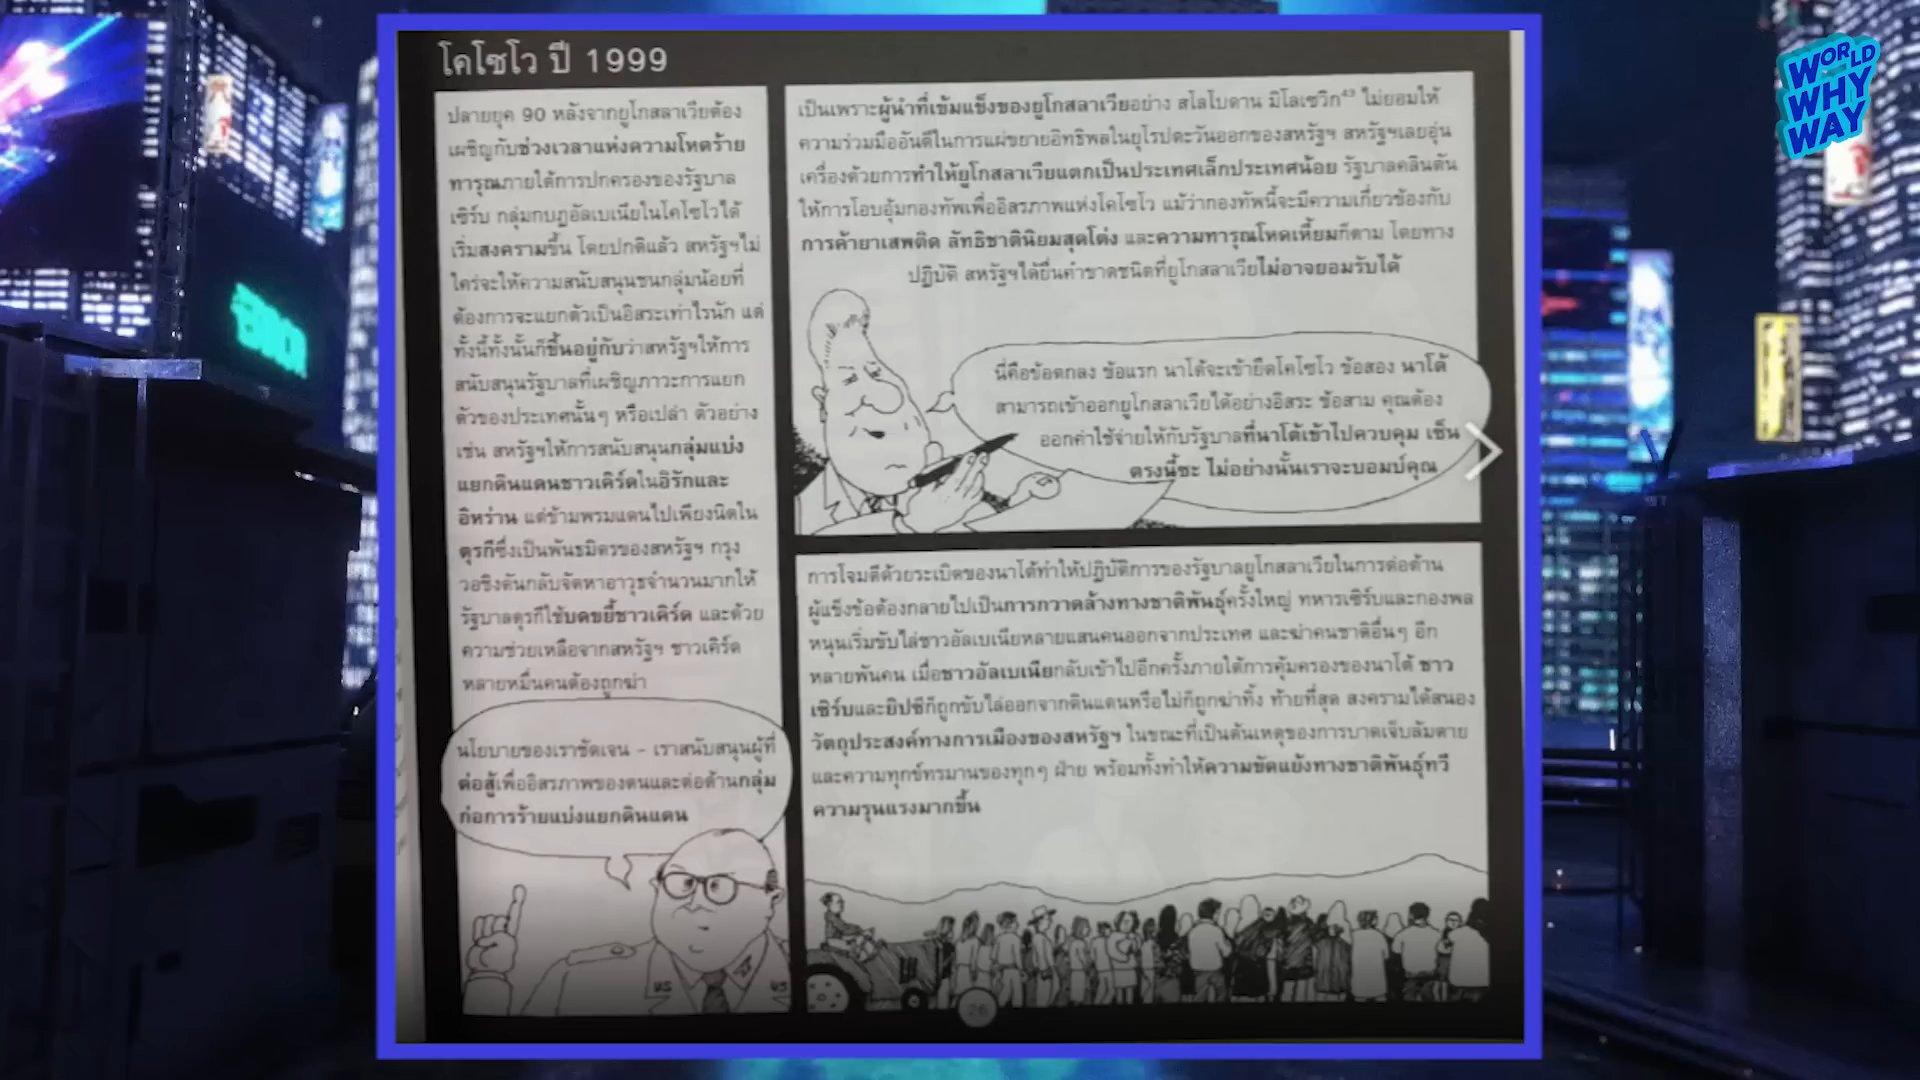 โคโซโว ปี 1999
ปลายยุค 90 หลังจากยูโกสลาเวียต้อง
เผชิญกับช่วงเวลาแห่งความโหดร้าย
ทารุณภายใต้การปกครองของรัฐบาล
เซิร์บ กลุ่มกบฏอัลเบเนียในโคโซโวได้
เริ่มสงครามขึ้น โดยปกติแล้ว สหรัฐฯไม่
ใคร่จะให้ความสนับสนุนชนกลุ่มน้อยที่
ต้องการจะแยกตัวเป็นอิสระเท่าไรนัก แต่
ทั้งนี้ทั้งนั้นก็ขึ้นอยู่กับว่าสหรัฐฯให้การ
สนับสนุนรัฐบาลที่เผชิญภาวะการแยก
ตัวของประเทศนั้นๆ หรือเปล่า ตัวอย่าง
เช่น สหรัฐฯให้การสนับสนุนกลุ่มแบ่ง
แยกดินแดนชาวเคิร์ดในอิรักและ
อิหร่าน แต่ข้ามพรมแดนไปเพียงนิดใน
ตุรกีซึ่งเป็นพันธมิตรของสหรัฐฯ กรุง
วอชิงตันกลับจัดหาอาวุธจำนวนมากให้
รัฐบาลตุรกีใช้บดขยี้ชาวเคิร์ด และด้วย
ความช่วยเหลือจากสหรัฐฯ ชาวเคิร์ด
หลายหมื่นคนต้องถูกฆ่า
นโยบายของเราชัดเจน – เราสนับสนุนผู้ที่
ต่อสู้เพื่ออิสรภาพของตนและต่อต้านกลุ่ม
ก่อการร้ายแบ่งแยกดินแดน
US
US
เป็นเพราะผู้นำที่เข้มแข็งของยูโกสลาเวียอย่าง สโลโบดาน มิโลเซวิก⁴³ ไม่ยอมให้
ความร่วมมืออันดีในการแผ่ขยายอิทธิพลในยุโรปตะวันออกของสหรัฐฯ สหรัฐฯเลยอุ่น
เครื่องด้วยการทำให้ยูโกสลาเวียแตกเป็นประเทศเล็กประเทศน้อย รัฐบาลคลินตัน
ให้การโอบอุ้มกองทัพเพื่ออิสรภาพแห่งโคโซโว แม้ว่ากองทัพนี้จะมีความเกี่ยวข้องกับ
การค้ายาเสพติด ลัทธิชาตินิยมสุดโต่ง และความทารุณโหดเหี้ยมก็ตาม โดยทาง
ปฏิบัติ สหรัฐฯได้ยื่นคำขาดชนิดที่ยูโกสลาเวียไม่อาจยอมรับได้
นี่คือข้อตกลง ข้อแรก นาโต้จะเข้ายึดโคโซโว ข้อสอง นาโต้
สามารถเข้าออกยูโกสลาเวียได้อย่างอิสระ ข้อสาม คุณต้อง
ออกค่าใช้จ่ายให้กับรัฐบาลที่นาโต้เข้าไปควบคุม เซ็น
ตรงนี้ซะ ไม่อย่างนั้นเราจะบอมบ์คุณ
การโจมตีด้วยระเบิดของนาโต้ทำให้ปฏิบัติการของรัฐบาลยูโกสลาเวียในการต่อต้าน
ผู้แข็งข้อต้องกลายไปเป็นการกวาดล้างทางชาติพันธุ์ครั้งใหญ่ ทหารเซิร์บและกองพล
หนุนเริ่มขับไล่ชาวอัลเบเนียหลายแสนคนออกจากประเทศ และฆ่าคนชาติอื่นๆ อีก
หลายพันคน เมื่อชาวอัลเบเนียกลับเข้าไปอีกครั้งภายใต้การคุ้มครองของนาโต้ ชาว
เซิร์บและยิปซีก็ถูกขับไล่ออกจากดินแดนหรือไม่ก็ถูกฆ่าทิ้ง ท้ายที่สุด สงครามได้สนอง
วัตถุประสงค์ทางการเมืองของสหรัฐฯ ในขณะที่เป็นต้นเหตุของการบาดเจ็บล้มตาย
และความทุกข์ทรมานของทุกๆ ฝ่าย พร้อมทั้งทำให้ความขัดแย้งทางชาติพันธุ์ทวี
ความรุนแรงมากขึ้น
26
WORLD
WHY
WAY